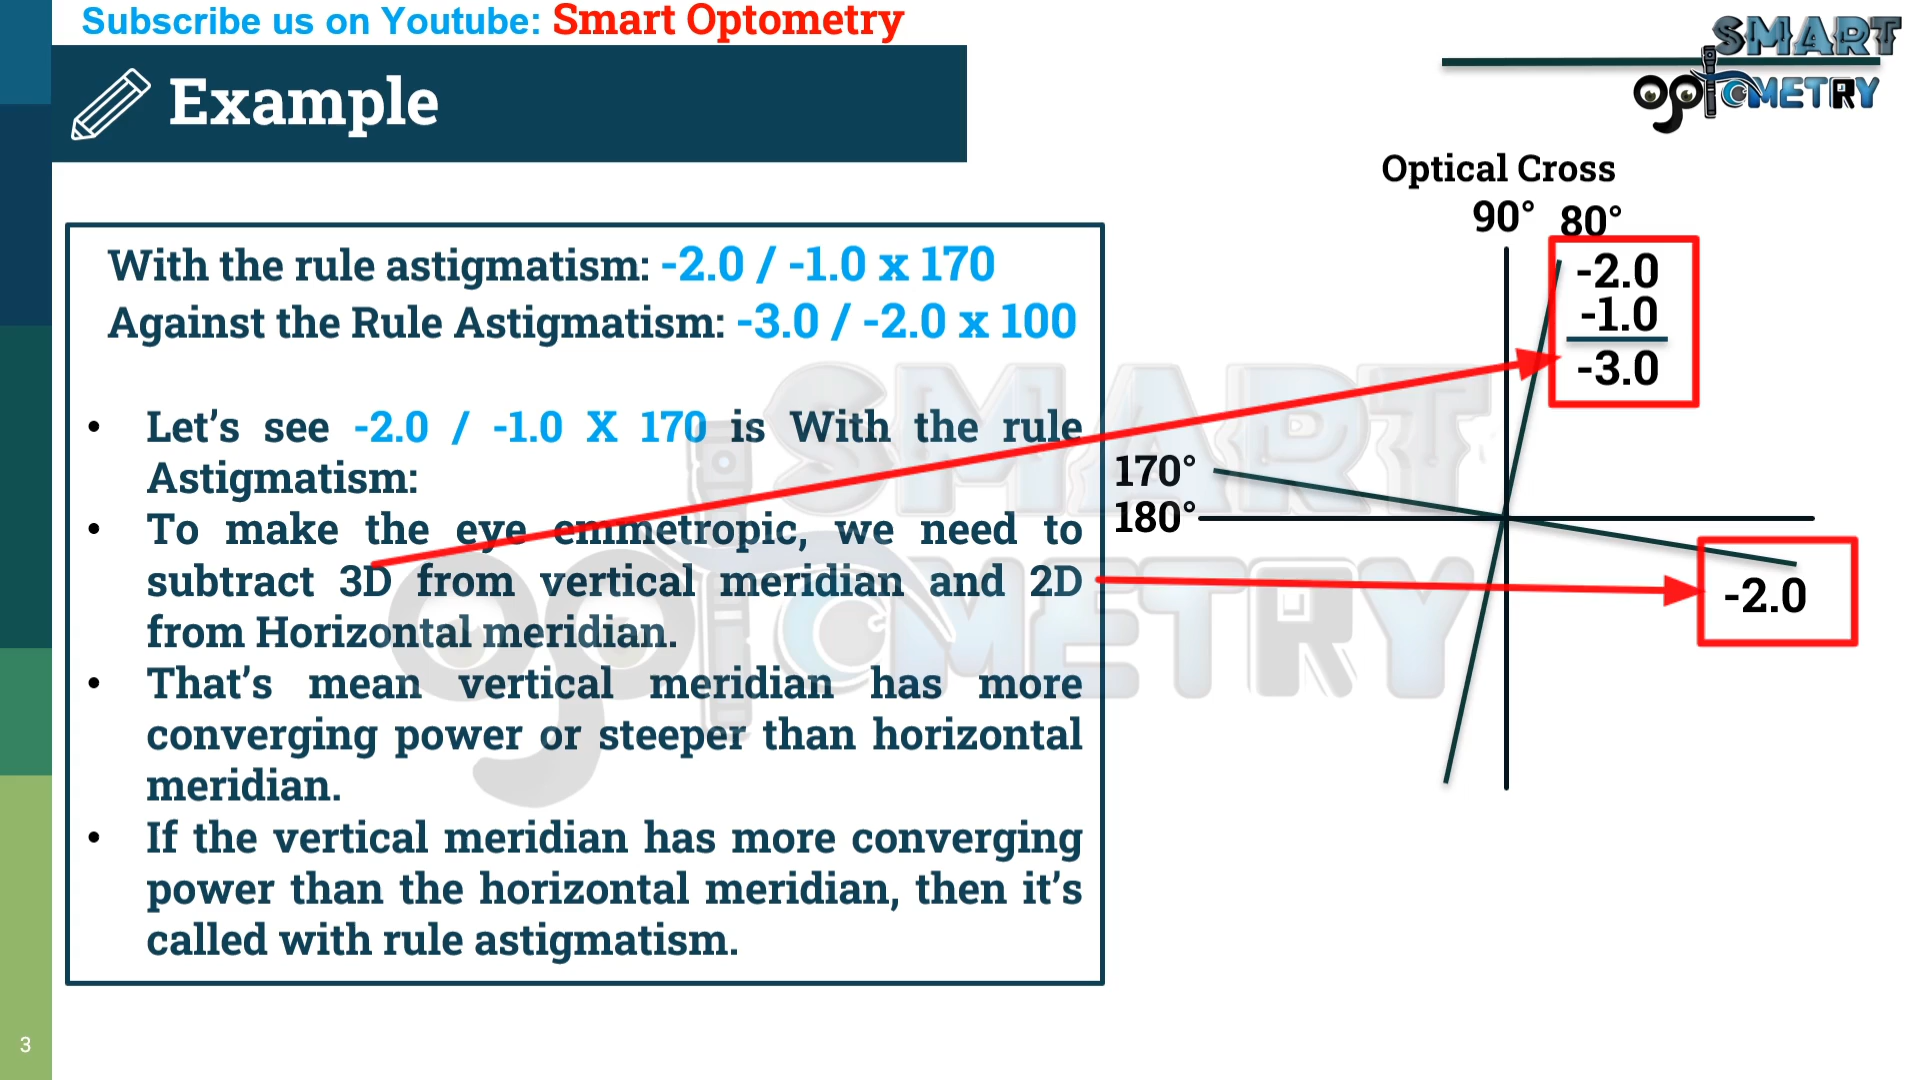 Subscribe us on Youtube: Smart Optometry
SMART
OPTOMETRY
Example
Optical Cross
90° 80°
With the rule astigmatism: -2.0 / -1.0 x 170
Against the Rule Astigmatism: -3.0 / -2.0 x 100
-2.0
-1.0
-3.0
• Let’s see -2.0 / -1.0 X 170 is With the rule
Astigmatism:
• To make the eye emmetropic, we need to
subtract 3D from vertical meridian and 2D
from Horizontal meridian.
• That’s mean vertical meridian has more
converging power or steeper than horizontal
meridian.
• If the vertical meridian has more converging
power than the horizontal meridian, then it’s
called with rule astigmatism.
170°
180°
-2.0
SMART
OPTOMETRY
3